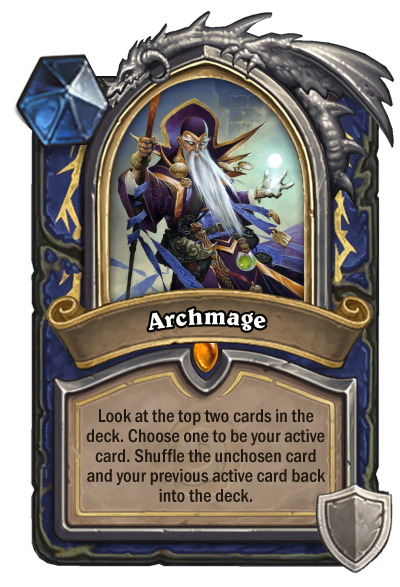 Archmage
Look at the top two cards in the
deck. Choose one to be your active
card. Shuffle the unchosen card
and your previous active card back
into the deck.